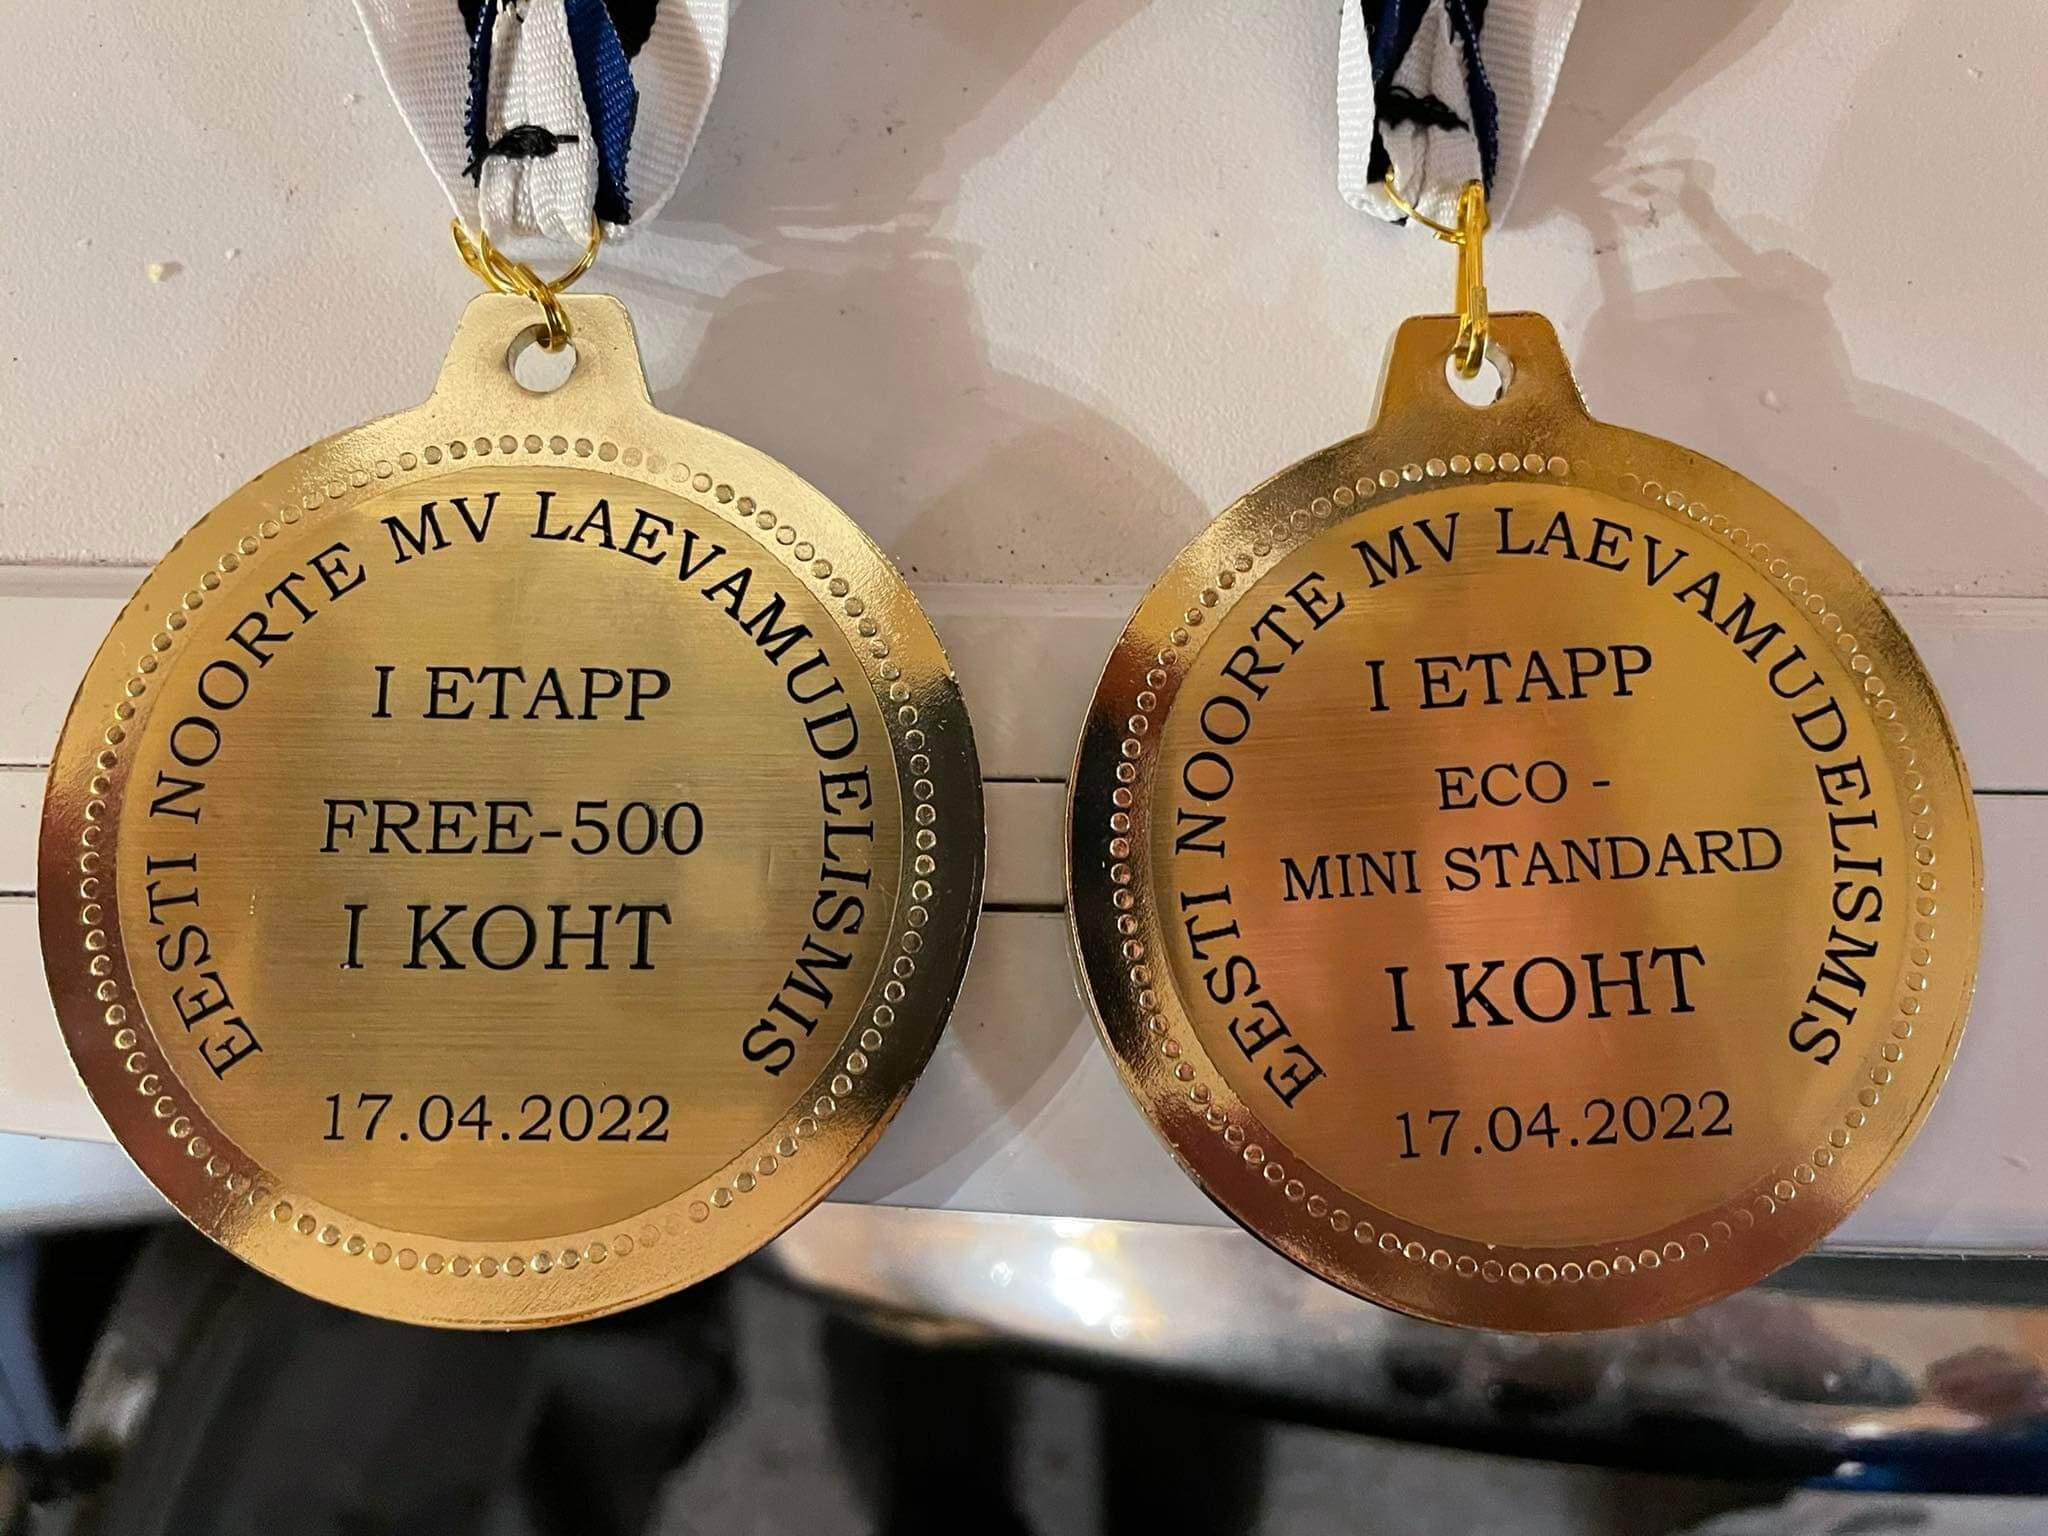 EESTI NOORTE MV LAEVAMUDELISMIS
I ETAPP
FREE-500
I KOHT
17.04.2022
EESTI NOORTE MV LAEVAMUDELISMIS
I ETAPP
ECO -
MINI STANDARD
I KOHT
17.04.2022